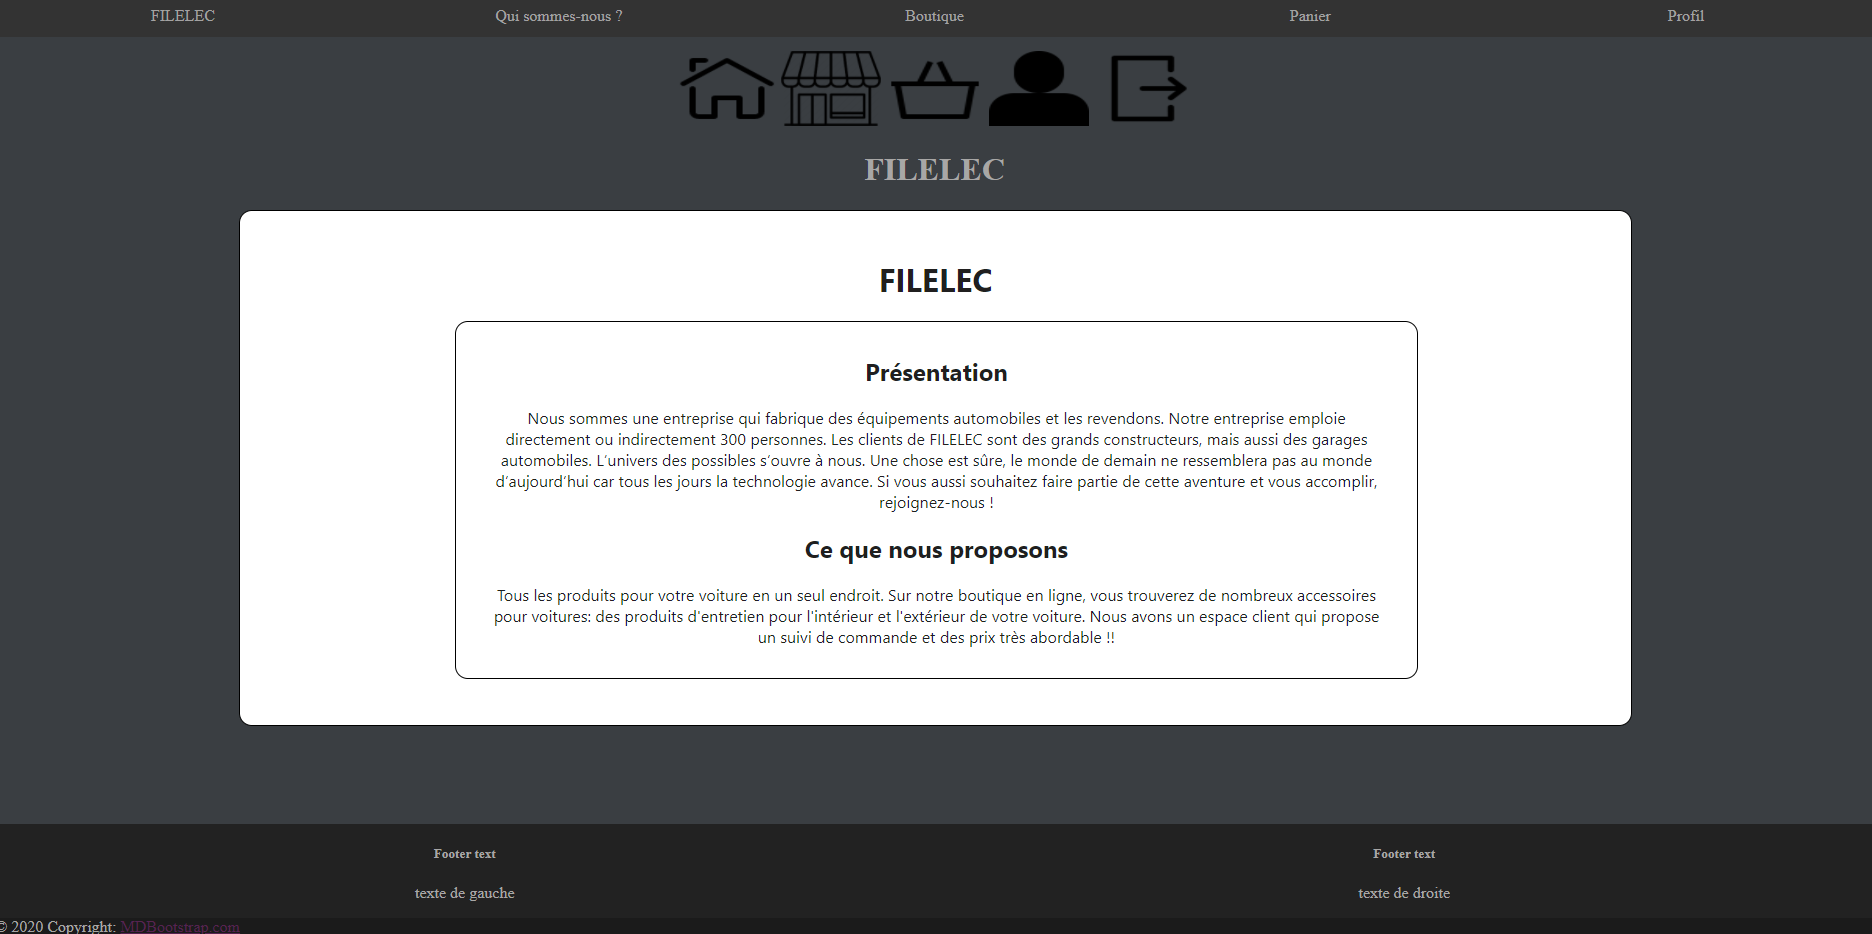 FILELEC Qui sommes-nous ? Boutique Panier Profil
FILELEC
FILELEC
Présentation
Nous sommes une entreprise qui fabrique des équipements automobiles et les revendons. Notre entreprise emploie
directement ou indirectement 300 personnes. Les clients de FILELEC sont des grands constructeurs, mais aussi des garages
automobiles. L’univers des possibles s’ouvre à nous. Une chose est sûre, le monde de demain ne ressemblera pas au monde
d’aujourd’hui car tous les jours la technologie avance. Si vous aussi souhaitez faire partie de cette aventure et vous accomplir,
rejoignez-nous !
Ce que nous proposons
Tous les produits pour votre voiture en un seul endroit. Sur notre boutique en ligne, vous trouverez de nombreux accessoires
pour voitures: des produits d'entretien pour l'intérieur et l'extérieur de votre voiture. Nous avons un espace client qui propose
un suivi de commande et des prix très abordable !!
Footer text Footer text
texte de gauche texte de droite
© 2020 Copyright: MDBootstrap.com